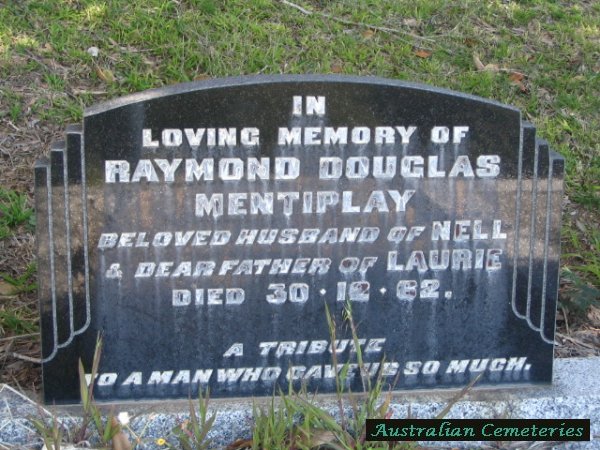 IN
LOVING MEMORY OF
RAYMOND DOUGLAS
MENTIPLAY
BELOVED HUSBAND OF NELL
& DEAR FATHER OF LAURIE
DIED 30·12·62.
A TRIBUTE
TO A MAN WHO GAVE US SO MUCH.
Australian Cemeteries